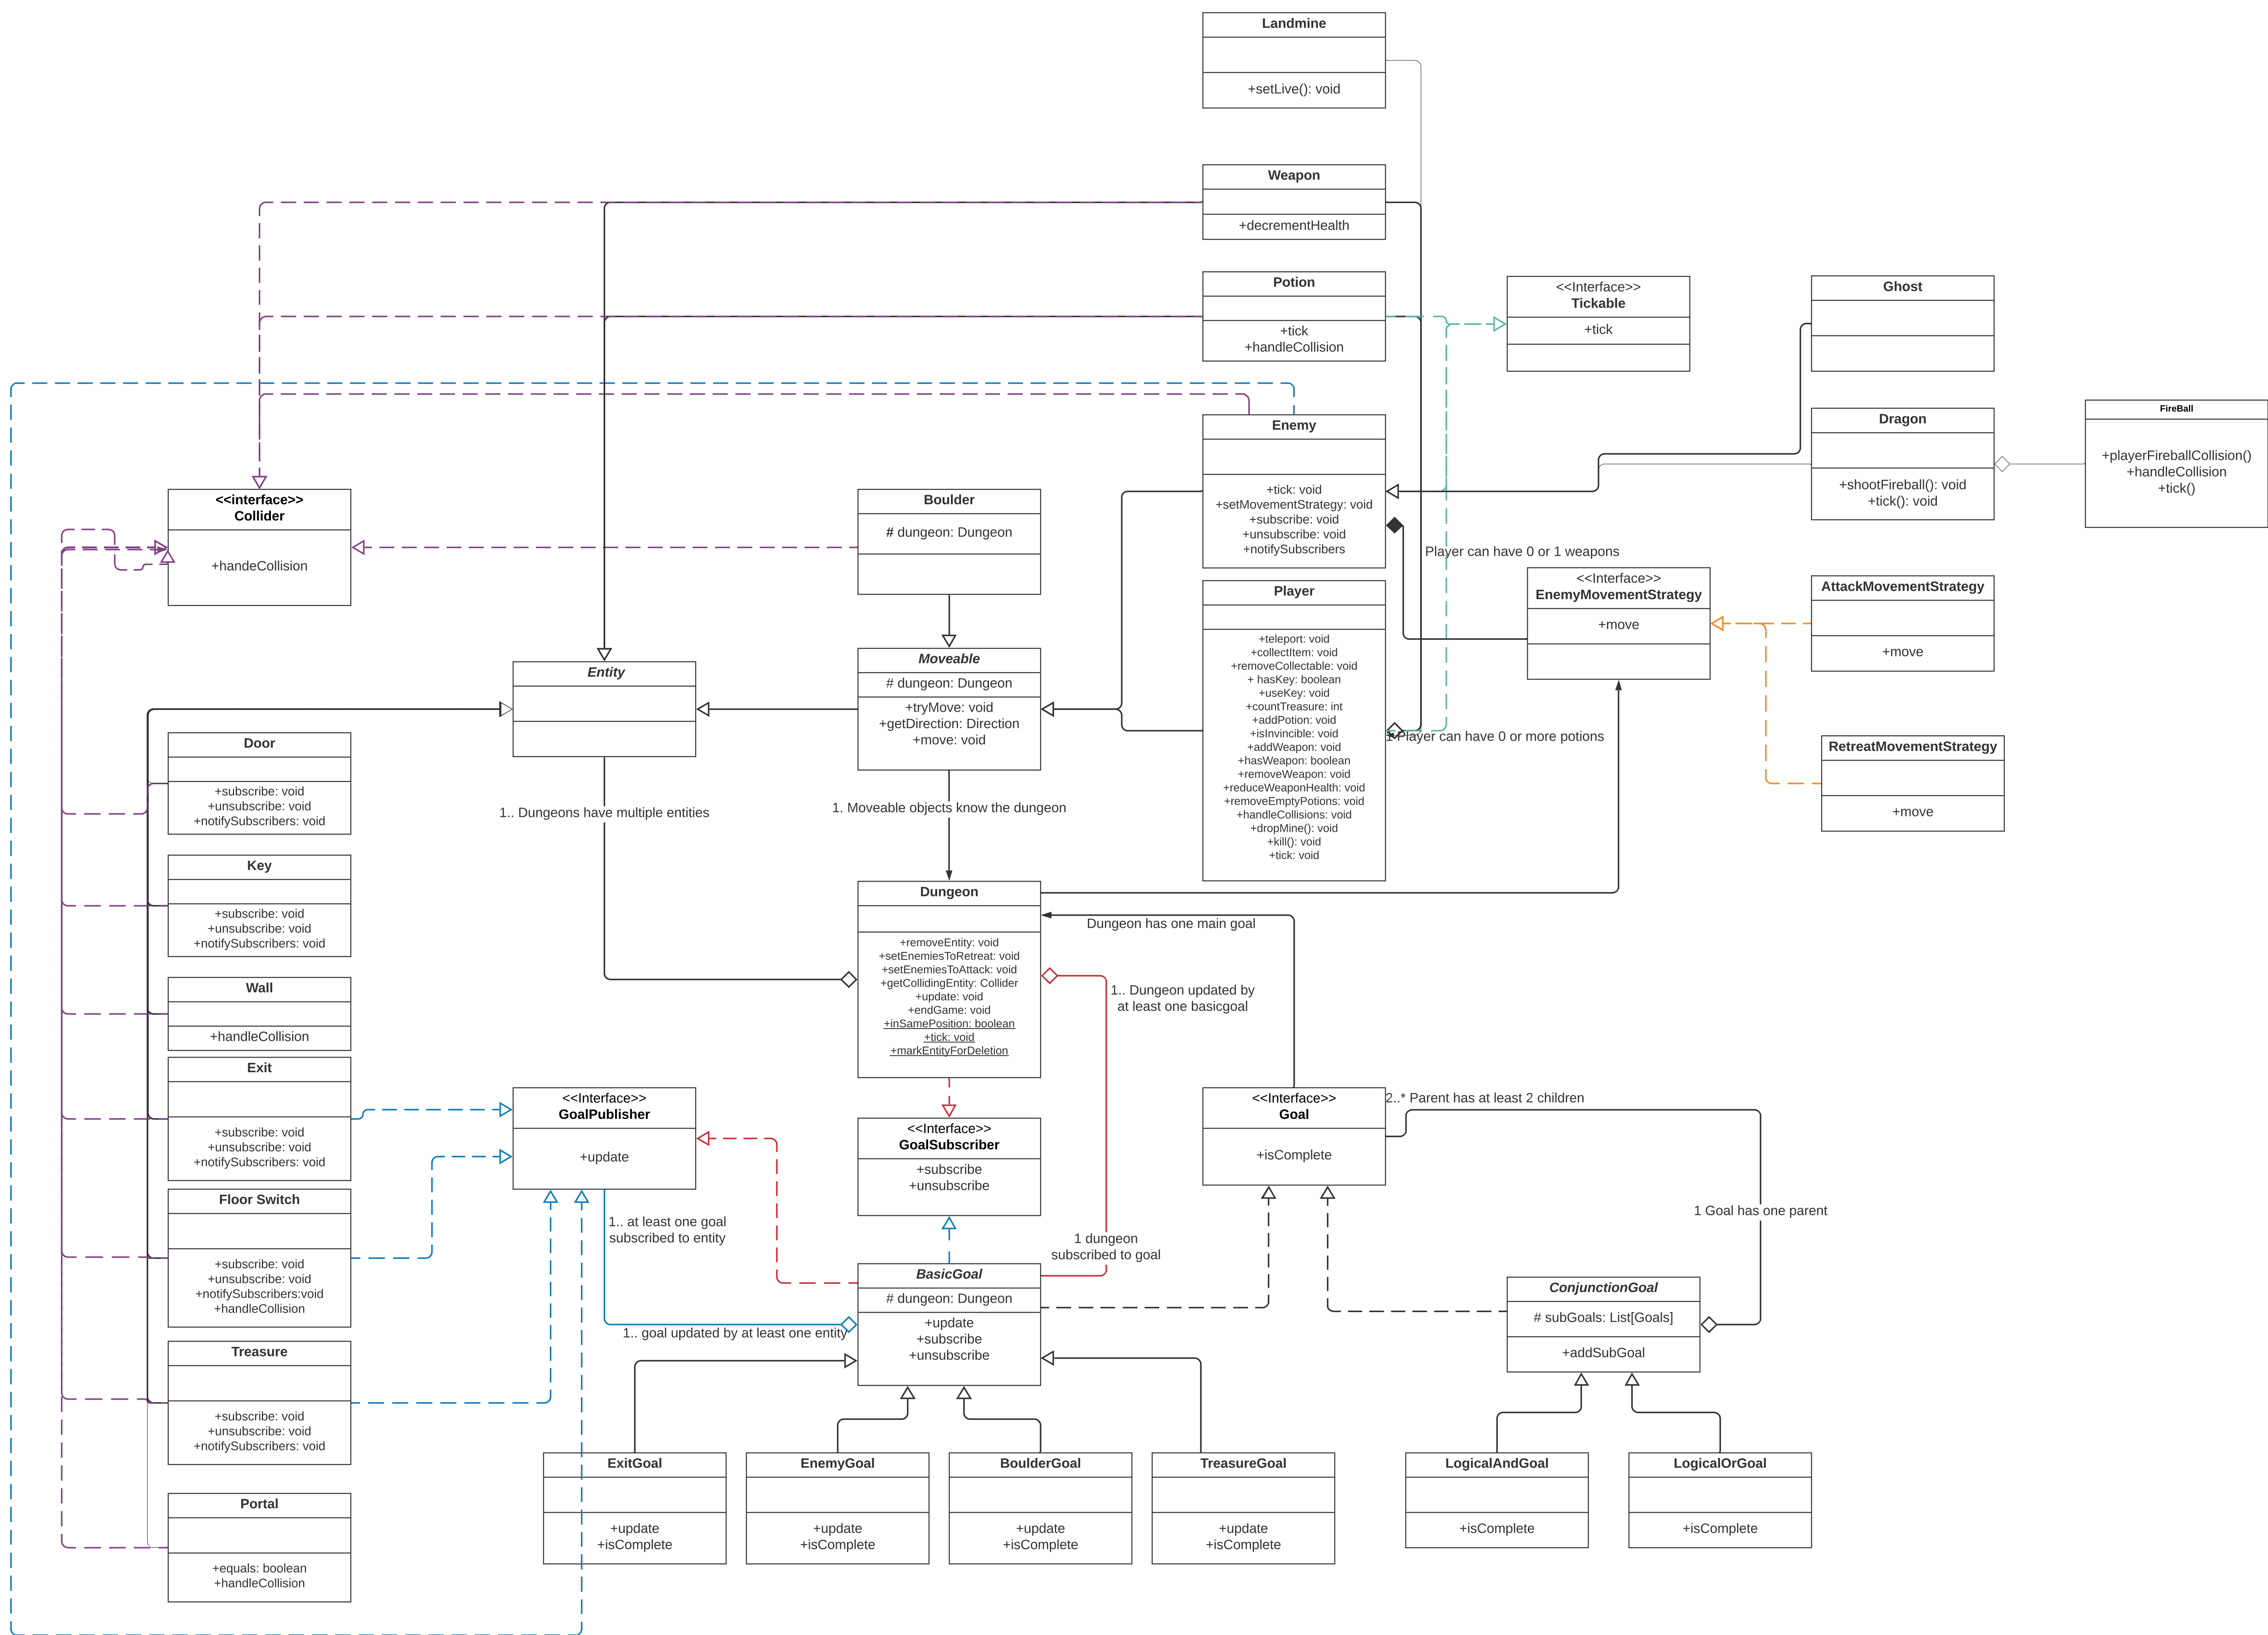 Landmine
+setLive(): void
Weapon
+decrementHealth
Potion
+tick
+handleCollision
<<Interface>>
Tickable
+tick
Ghost
Enemy
+tick: void
+setMovementStrategy: void
+subscribe: void
+unsubscribe: void
+notifySubscribers
Dragon
+shootFireball(): void
+tick(): void
FireBall
+playerFireballCollision()
+handleCollision
+tick()
<<interface>>
Collider
+handeCollision
Boulder
# dungeon: Dungeon
Player can have 0 or 1 weapons
<<Interface>>
EnemyMovementStrategy
+move
AttackMovementStrategy
+move
RetreatMovementStrategy
+move
Player
+teleport: void
+collectItem: void
+removeCollectable: void
+ hasKey: boolean
+useKey: void
+countTreasure: int
+addPotion: void
+isInvincible: void
+addWeapon: void
+hasWeapon: boolean
+removeWeapon: void
+reduceWeaponHealth: void
+removeEmptyPotions: void
+handleCollisions: void
+dropMine(): void
+kill(): void
+tick: void
1 Player can have 0 or more potions
Entity
Moveable
# dungeon: Dungeon
+tryMove: void
+getDirection: Direction
+move: void
1.. Dungeons have multiple entities
1. Moveable objects know the dungeon
Door
+subscribe: void
+unsubscribe: void
+notifySubscribers: void
Key
+subscribe: void
+unsubscribe: void
+notifySubscribers: void
Wall
+handleCollision
Exit
+subscribe: void
+unsubscribe: void
+notifySubscribers: void
Floor Switch
+subscribe: void
+unsubscribe: void
+notifySubscribers:void
+handleCollision
Treasure
+subscribe: void
+unsubscribe: void
+notifySubscribers: void
Portal
+equals: boolean
+handleCollision
Dungeon
+removeEntity: void
+setEnemiesToRetreat: void
+setEnemiesToAttack: void
+getCollidingEntity: Collider
+update: void
+endGame: void
+inSamePosition: boolean
+tick: void
+markEntityForDeletion
Dungeon has one main goal
1.. Dungeon updated by
at least one basicgoal
<<Interface>>
GoalPublisher
+update
<<Interface>>
GoalSubscriber
+subscribe
+unsubscribe
<<Interface>>
Goal
+isComplete
2..* Parent has at least 2 children
1 Goal has one parent
1.. at least one goal
subscribed to entity
1 dungeon
subscribed to goal
1.. goal updated by at least one entity
BasicGoal
# dungeon: Dungeon
+update
+subscribe
+unsubscribe
ConjunctionGoal
# subGoals: List[Goals]
+addSubGoal
ExitGoal
+update
+isComplete
EnemyGoal
+update
+isComplete
BoulderGoal
+update
+isComplete
TreasureGoal
+update
+isComplete
LogicalAndGoal
+isComplete
LogicalOrGoal
+isComplete